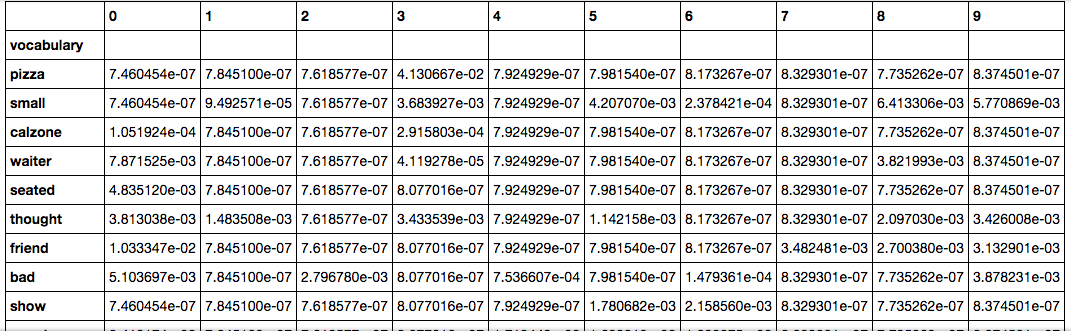 0 1 2 3 4 5 6 7 8 9
vocabulary
pizza 7.460454e-07 7.845100e-07 7.618577e-07 4.130667e-02 7.924929e-07 7.981540e-07 8.173267e-07 8.329301e-07 7.735262e-07 8.374501e-07
small 7.460454e-07 9.492571e-05 7.618577e-07 3.683927e-03 7.924929e-07 4.207070e-03 2.378421e-04 8.329301e-07 6.413306e-03 5.770869e-03
calzone 1.051924e-04 7.845100e-07 7.618577e-07 2.915803e-04 7.924929e-07 7.981540e-07 8.173267e-07 8.329301e-07 7.735262e-07 8.374501e-07
waiter 7.871525e-03 7.845100e-07 7.618577e-07 4.119278e-05 7.924929e-07 7.981540e-07 8.173267e-07 8.329301e-07 3.821993e-03 8.374501e-07
seated 4.835120e-03 7.845100e-07 7.618577e-07 8.077016e-07 7.924929e-07 7.981540e-07 8.173267e-07 8.329301e-07 7.735262e-07 8.374501e-07
thought 3.813038e-03 1.483508e-03 7.618577e-07 3.433539e-03 7.924929e-07 1.142158e-03 8.173267e-07 8.329301e-07 2.097030e-03 3.426008e-03
friend 1.033347e-02 7.845100e-07 7.618577e-07 8.077016e-07 7.924929e-07 7.981540e-07 8.173267e-07 3.482481e-03 2.700380e-03 3.132901e-03
bad 5.103697e-03 7.845100e-07 2.796780e-03 8.077016e-07 7.536607e-04 7.981540e-07 1.479361e-04 8.329301e-07 7.735262e-07 3.878231e-03
show 7.460454e-07 7.845100e-07 7.618577e-07 8.077016e-07 7.924929e-07 1.780682e-03 2.158560e-03 8.329301e-07 7.735262e-07 8.374501e-07